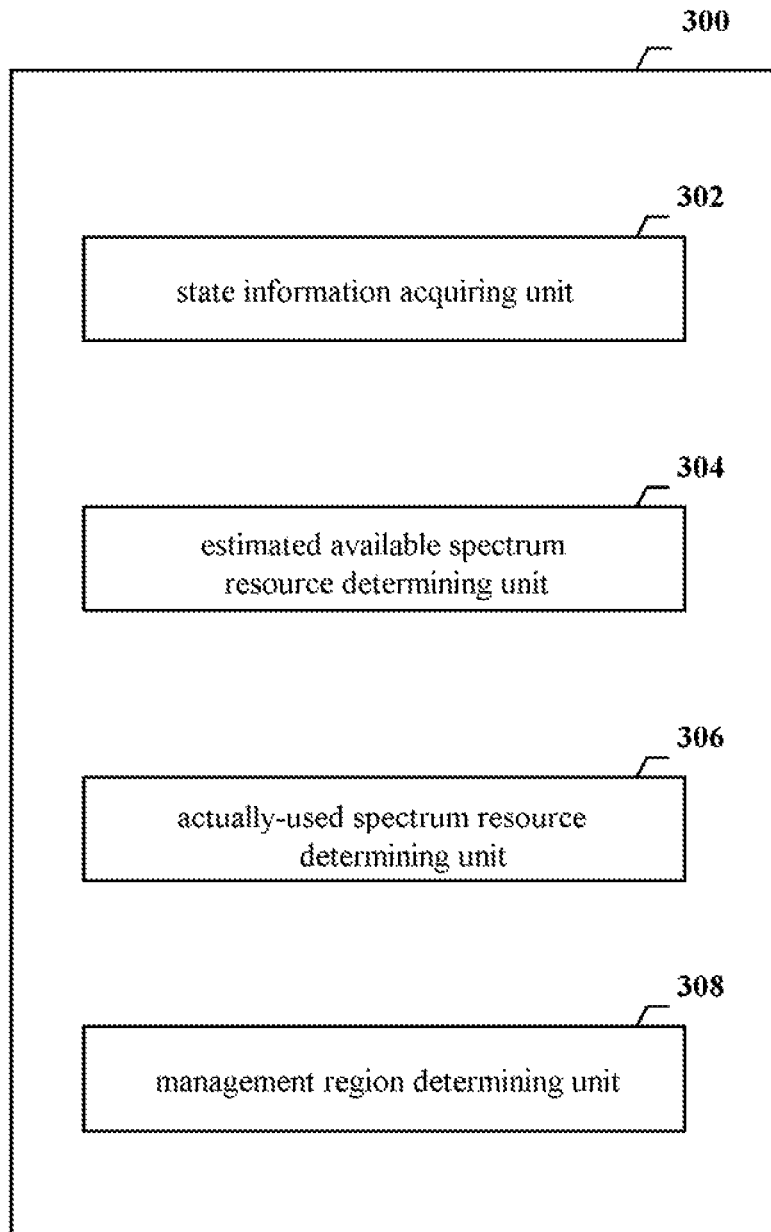 300
302
state information acquiring unit
304
estimated available spectrum
resource determining unit
306
actually-used spectrum resource
determining unit
308
management region determining unit